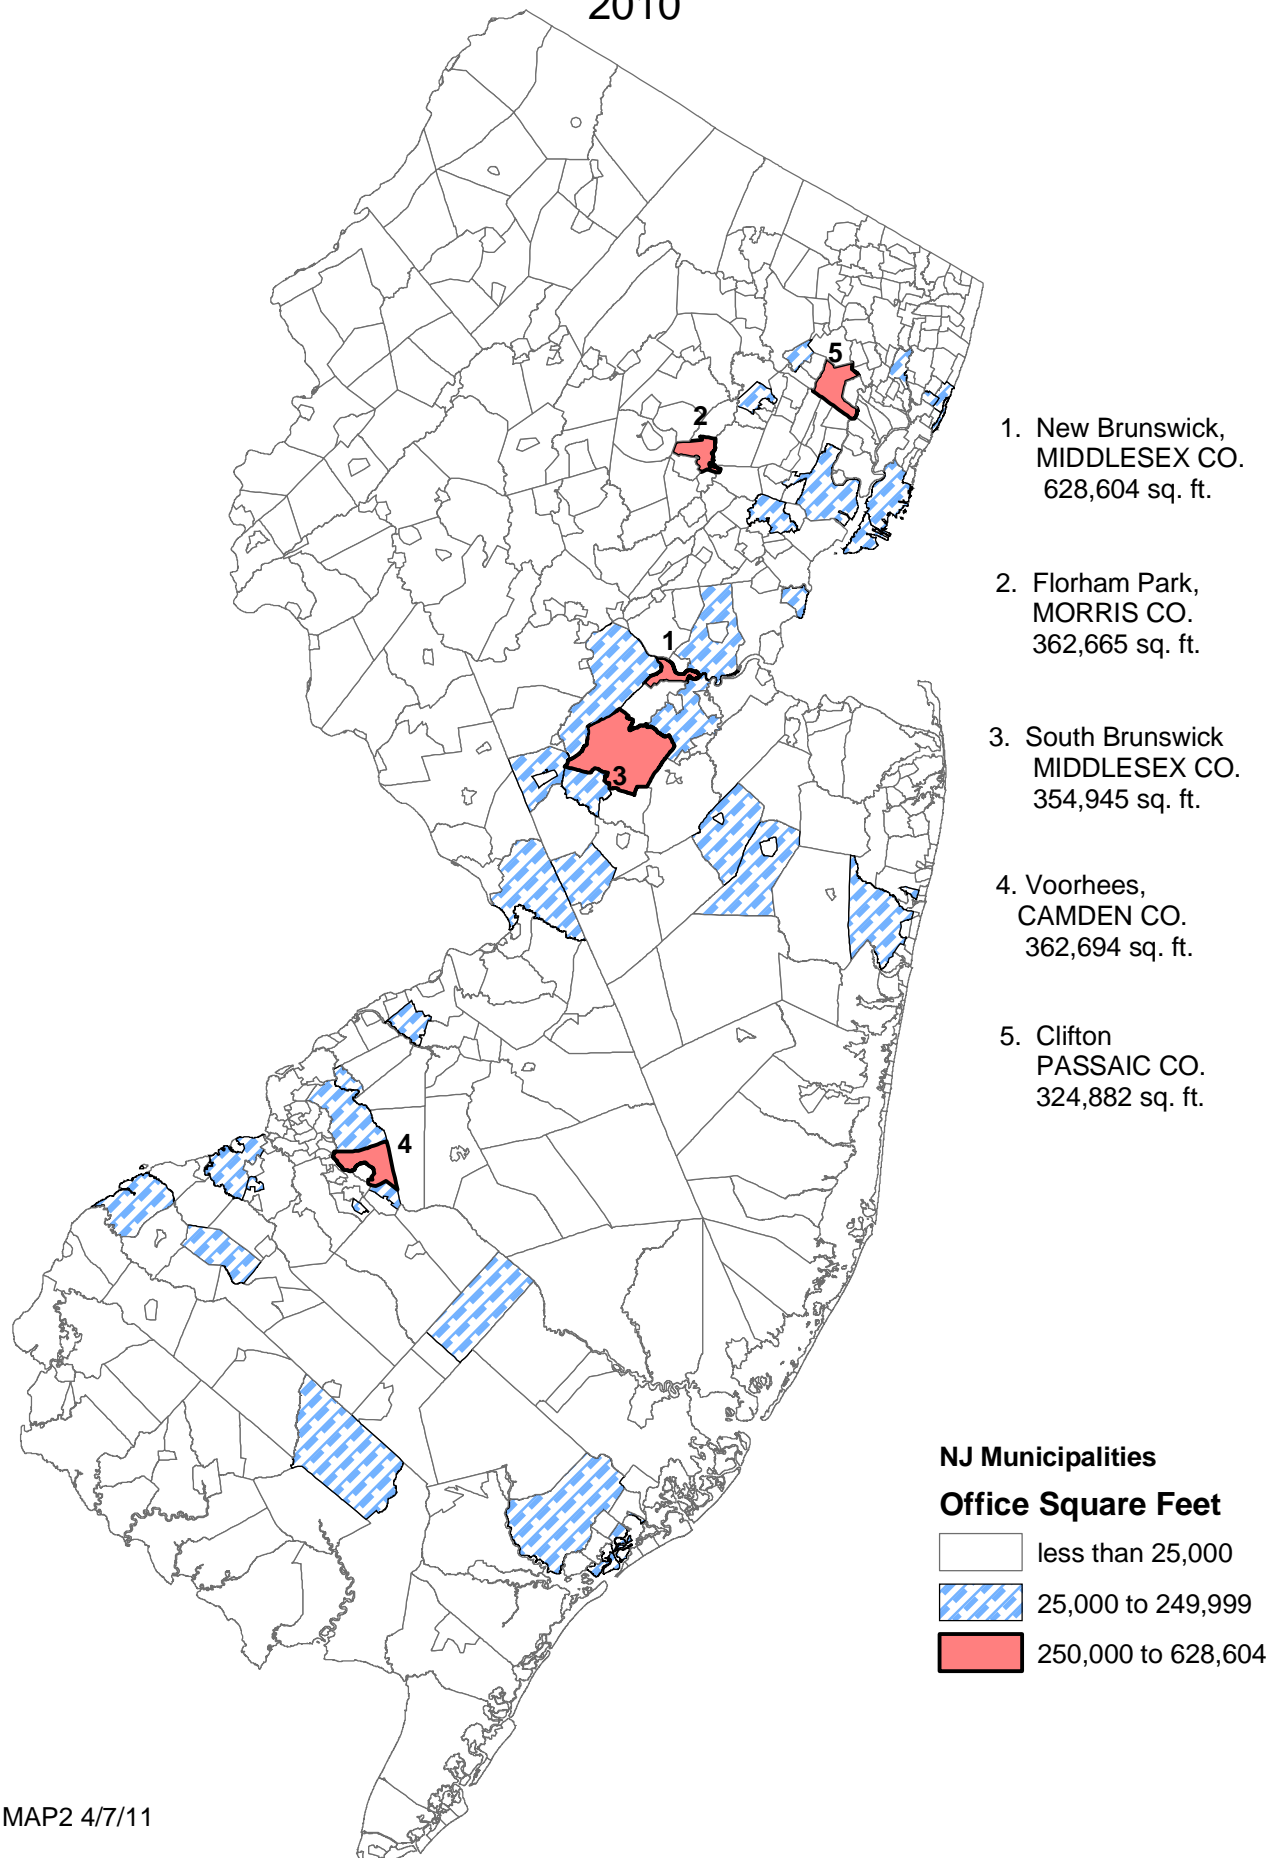 2010
5
2
1
3
4
1. New Brunswick,
MIDDLESEX CO.
628,604 sq. ft.
2. Florham Park,
MORRIS CO.
362,665 sq. ft.
3. South Brunswick
MIDDLESEX CO.
354,945 sq. ft.
4. Voorhees,
CAMDEN CO.
362,694 sq. ft.
5. Clifton
PASSAIC CO.
324,882 sq. ft.
NJ Municipalities
Office Square Feet
less than 25,000
25,000 to 249,999
250,000 to 628,604
MAP2 4/7/11